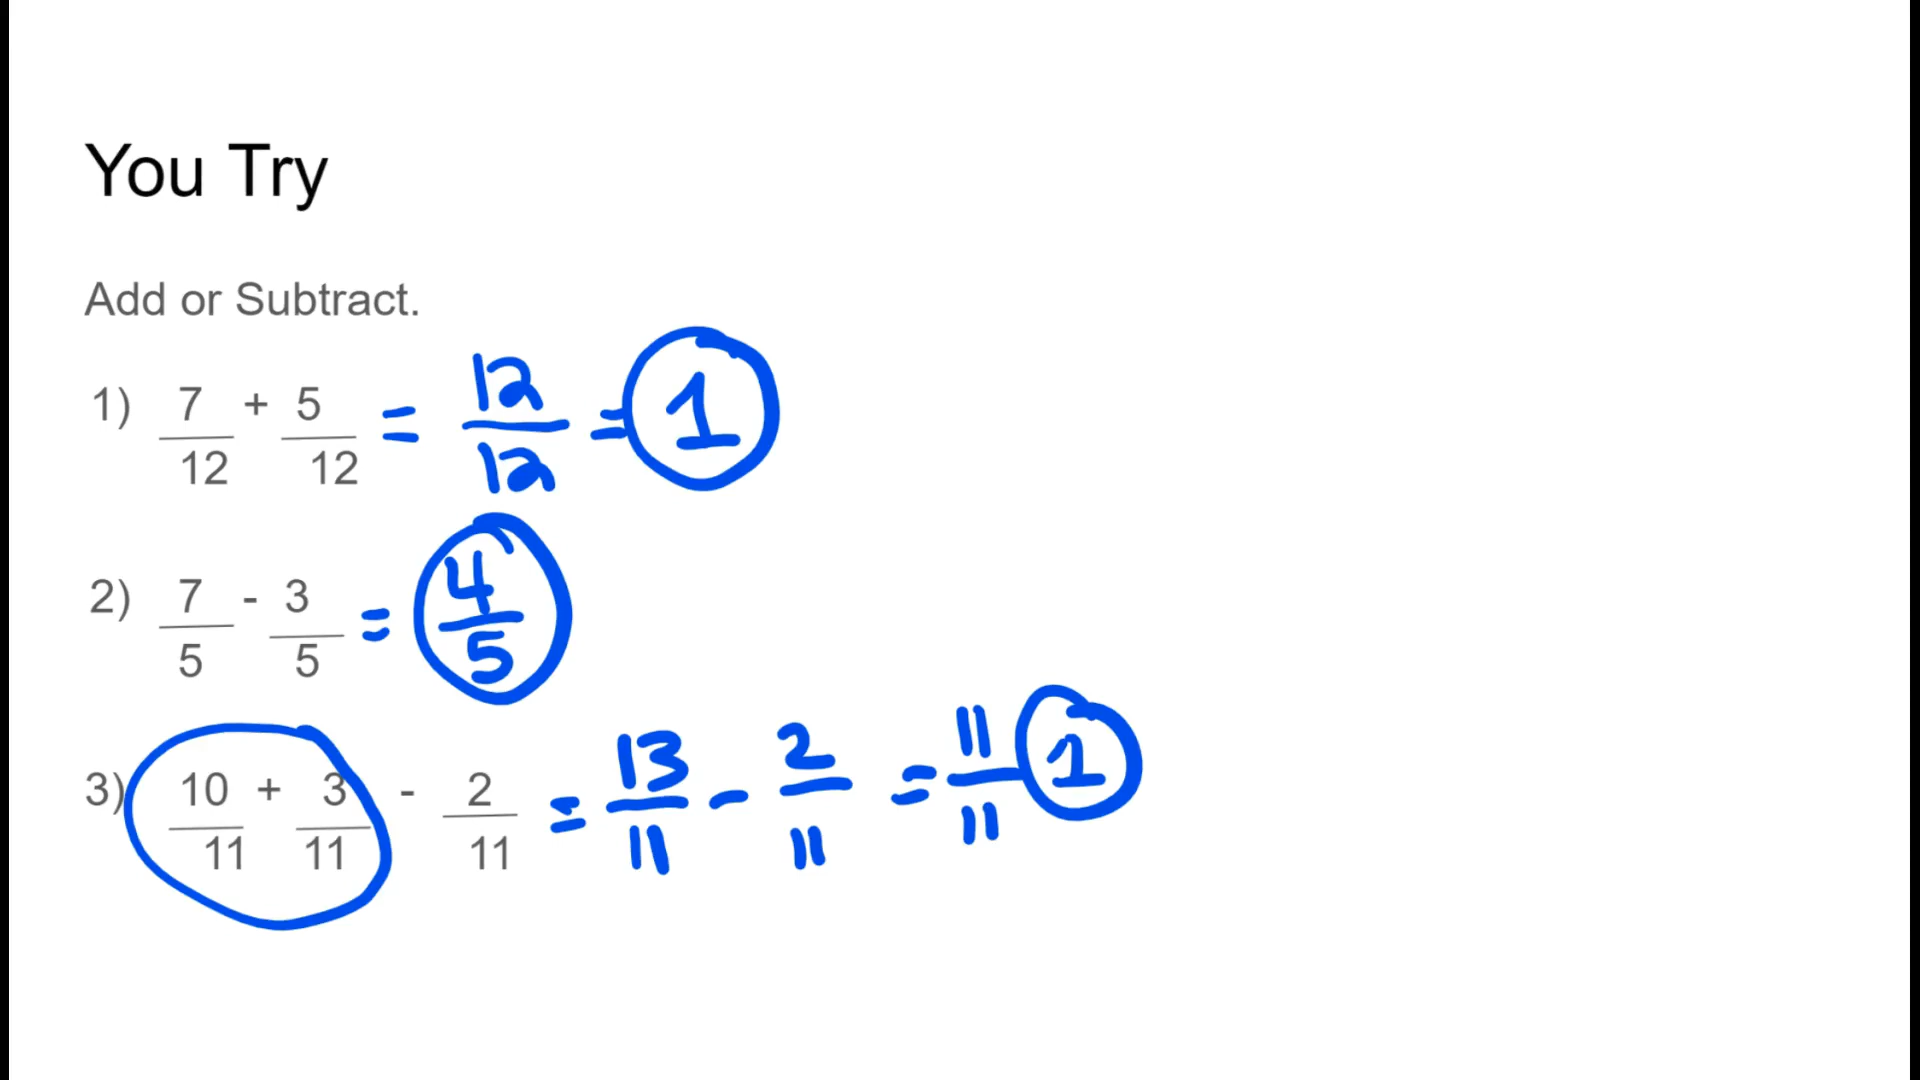 You Try
Add or Subtract.
1) 7/12 + 5/12 = 12/12 = 1
2) 7/5 - 3/5 = 4/5
3) 10/11 + 3/11 - 2/11 = 13/11 - 2/11 = 11/11 1